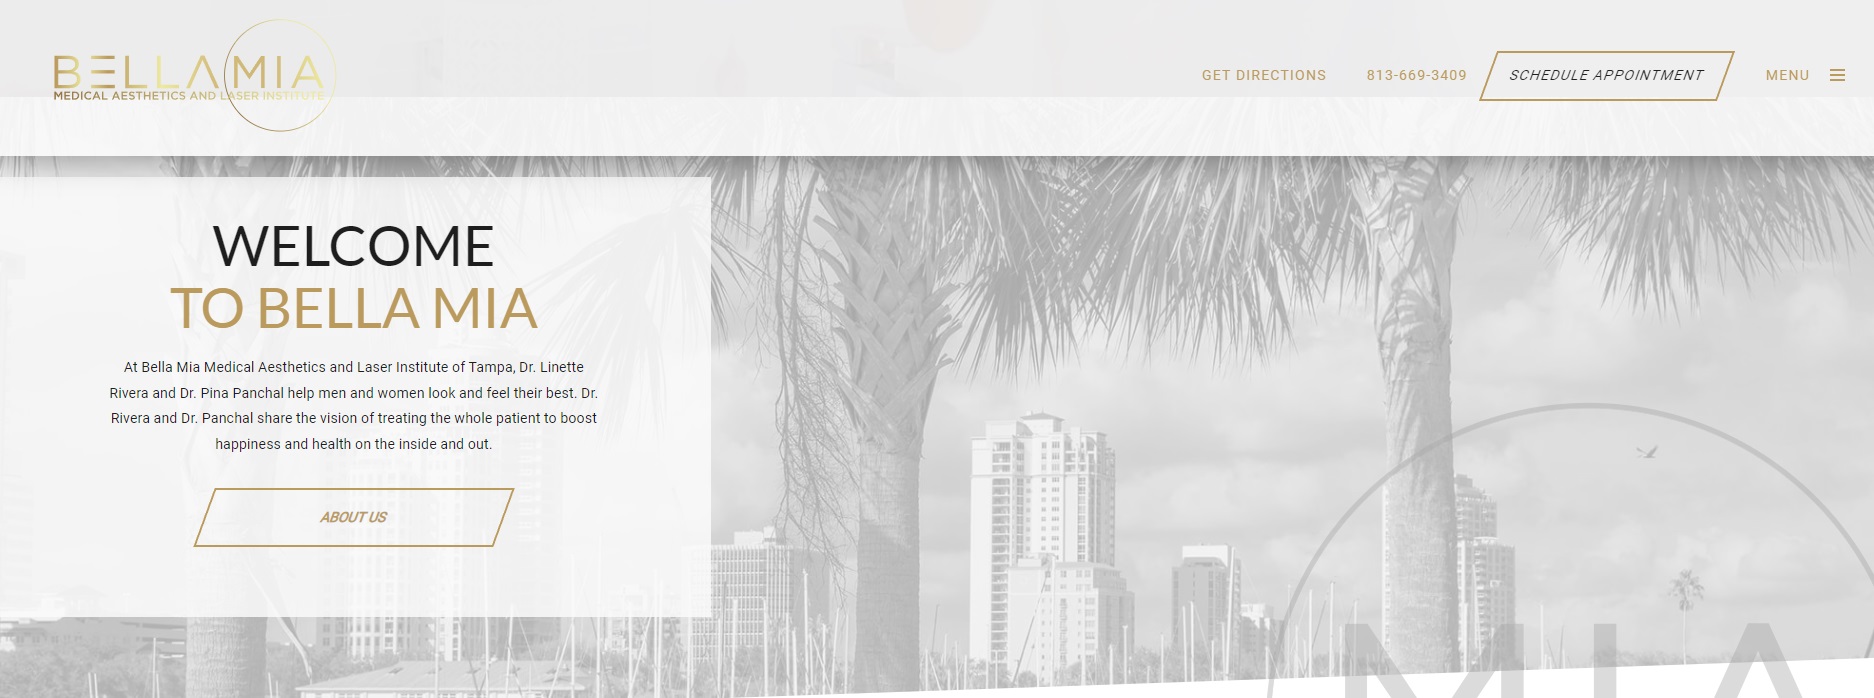 BELLAMIA
MEDICAL AESTHETICS AND LASER INSTITUTE
GET DIRECTIONS
813-669-3409
SCHEDULE APPOINTMENT
MENU
WELCOME
TO BELLA MIA
At Bella Mia Medical Aesthetics and Laser Institute of Tampa, Dr. Linette
Rivera and Dr. Pina Panchal help men and women look and feel their best. Dr.
Rivera and Dr. Panchal share the vision of treating the whole patient to boost
happiness and health on the inside and out.
ABOUT US
MIA